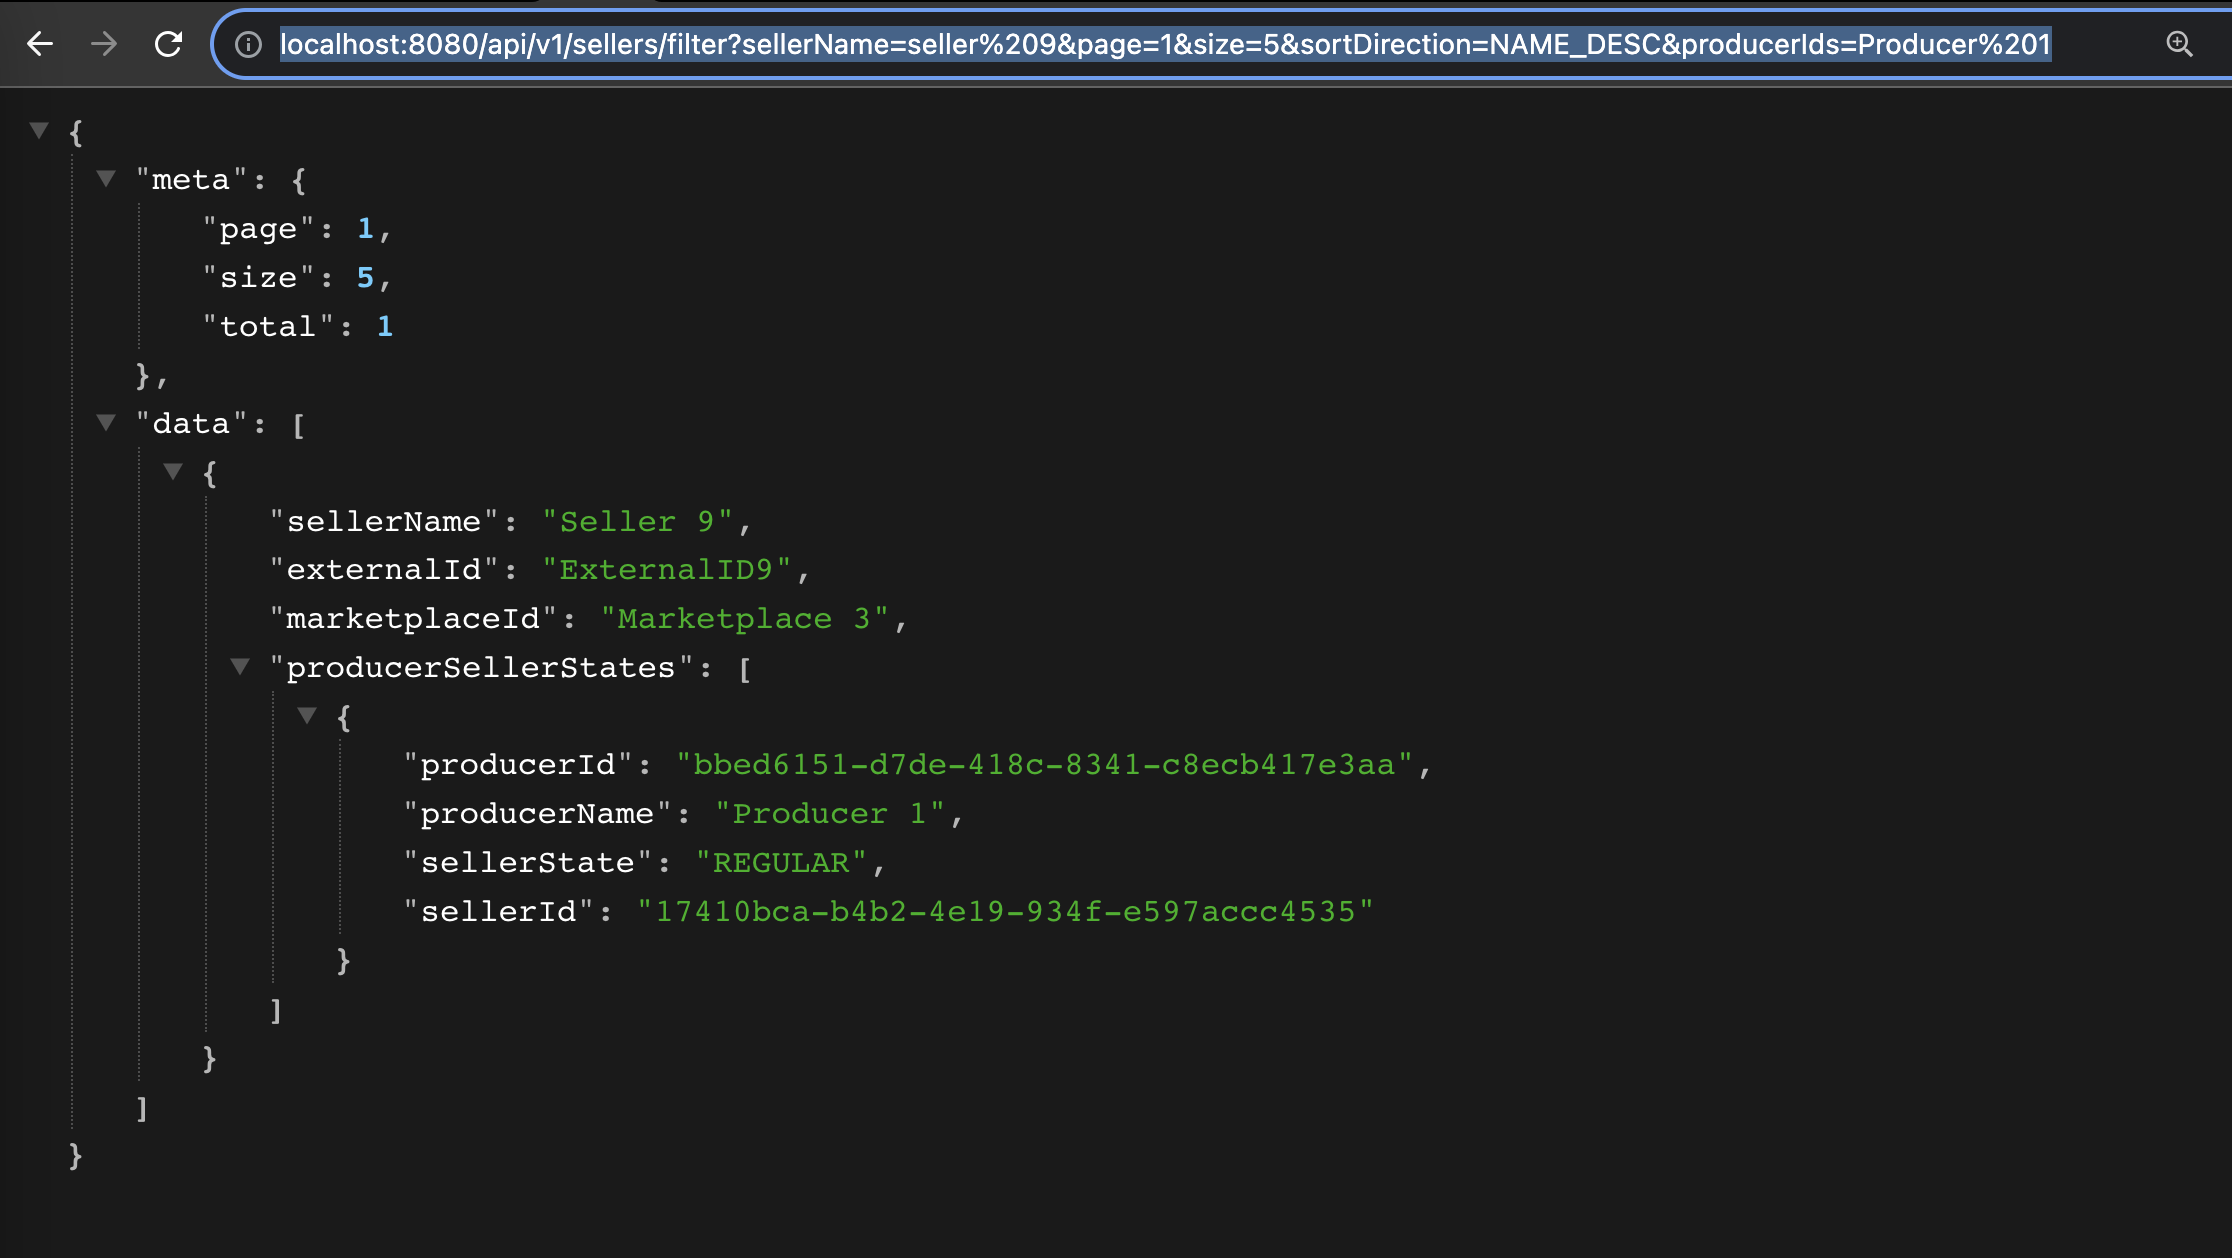 localhost:8080/api/v1/sellers/filter?sellerName=seller%209&page=1&size=5&sortDirection=NAME_DESC&producerIds=Producer%201
{
"meta": {
"page": 1,
"size": 5,
"total": 1
},
"data": [
{
"sellerName": "Seller 9",
"externalId": "ExternalID9",
"marketplaceId": "Marketplace 3",
"producerSellerStates": [
{
"producerId": "bbed6151-d7de-418c-8341-c8ecb417e3aa",
"producerName": "Producer 1",
"sellerState": "REGULAR",
"sellerId": "17410bca-b4b2-4e19-934f-e597accc4535"
}
]
}
]
}